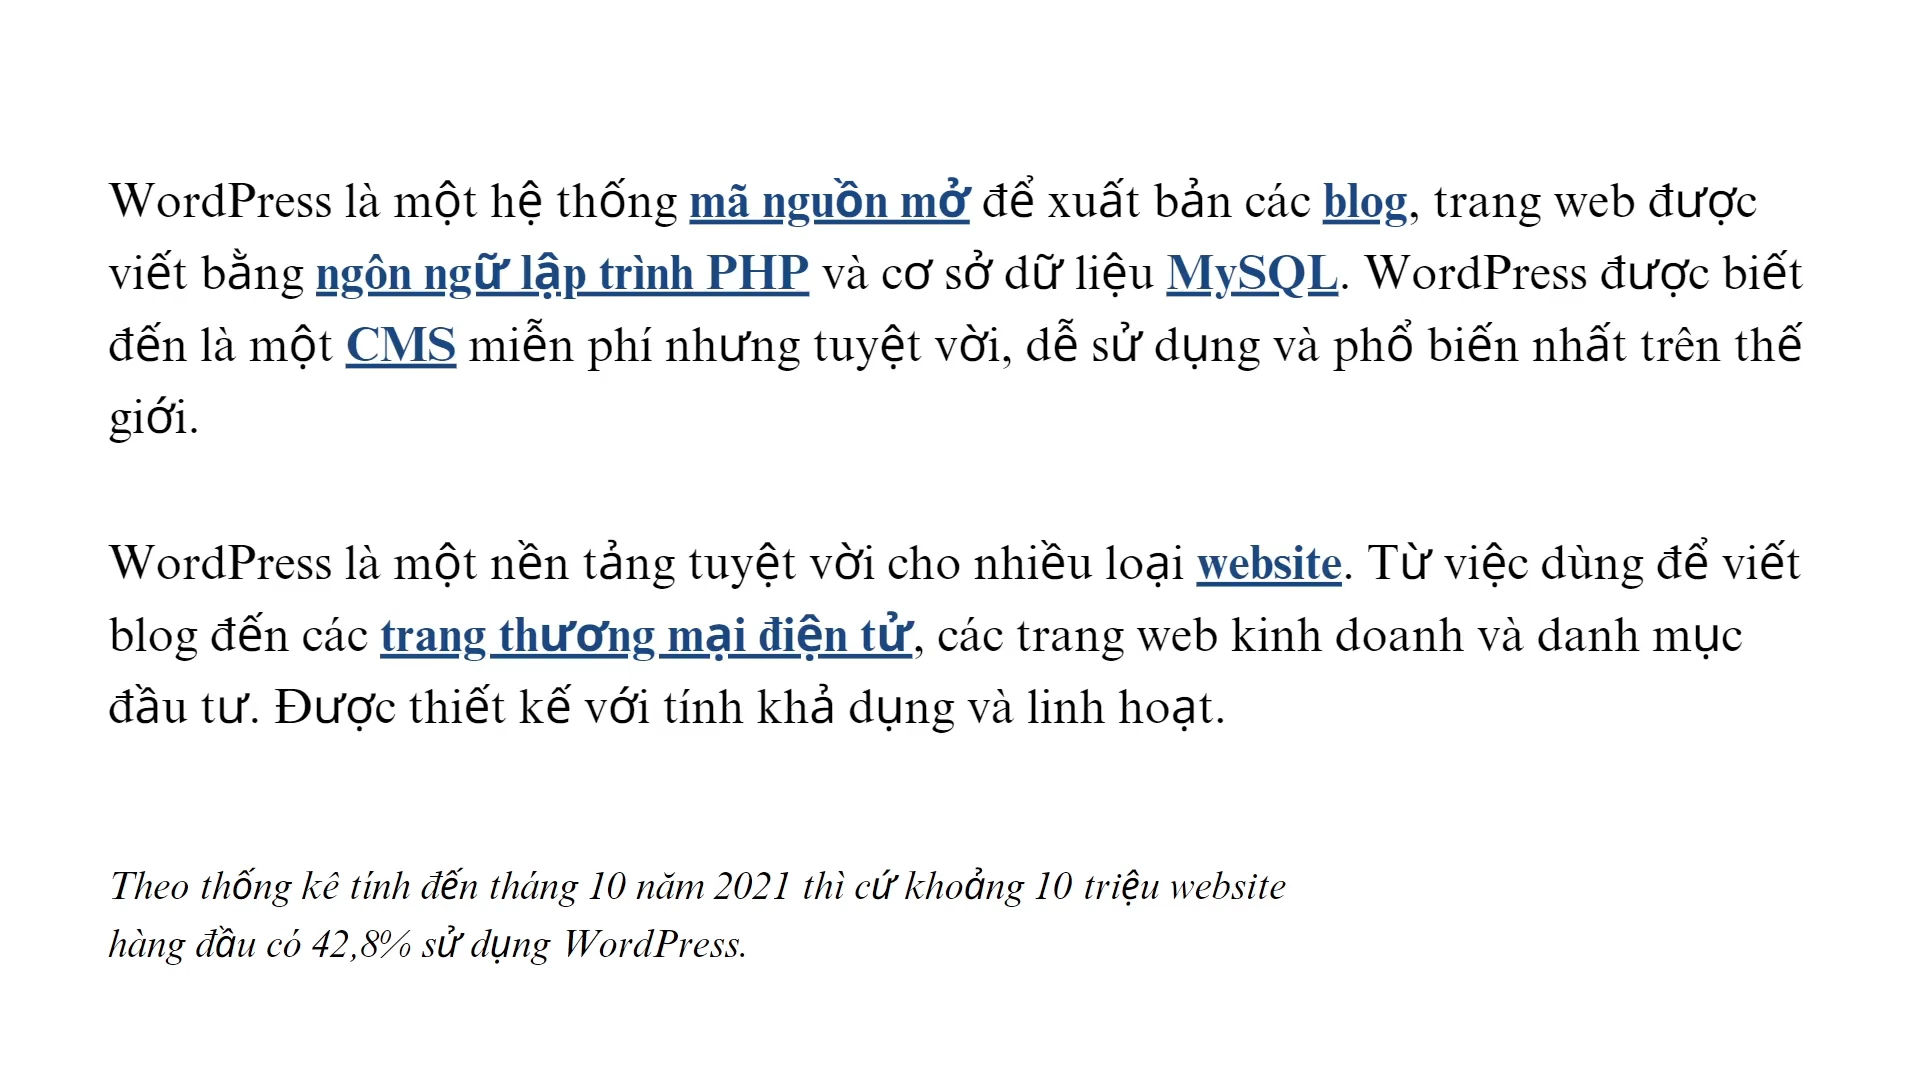 WordPress là một hệ thống mã nguồn mở để xuất bản các blog, trang web được
viết bằng ngôn ngữ lập trình PHP và cơ sở dữ liệu MySQL. WordPress được biết
đến là một CMS miễn phí nhưng tuyệt vời, dễ sử dụng và phổ biến nhất trên thế
giới.
WordPress là một nền tảng tuyệt vời cho nhiều loại website. Từ việc dùng để viết
blog đến các trang thương mại điện tử, các trang web kinh doanh và danh mục
đầu tư. Được thiết kế với tính khả dụng và linh hoạt.
Theo thống kê tính đến tháng 10 năm 2021 thì cứ khoảng 10 triệu website
hàng đầu có 42,8% sử dụng WordPress.